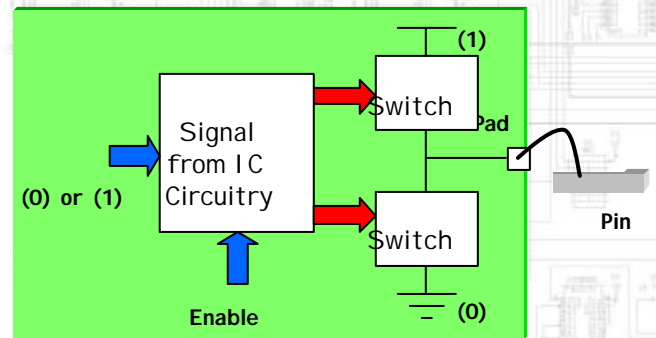 (1)
Switch
Pad
Signal
from IC
Circuitry
(0) or (1)
Switch
Pin
Enable
(0)